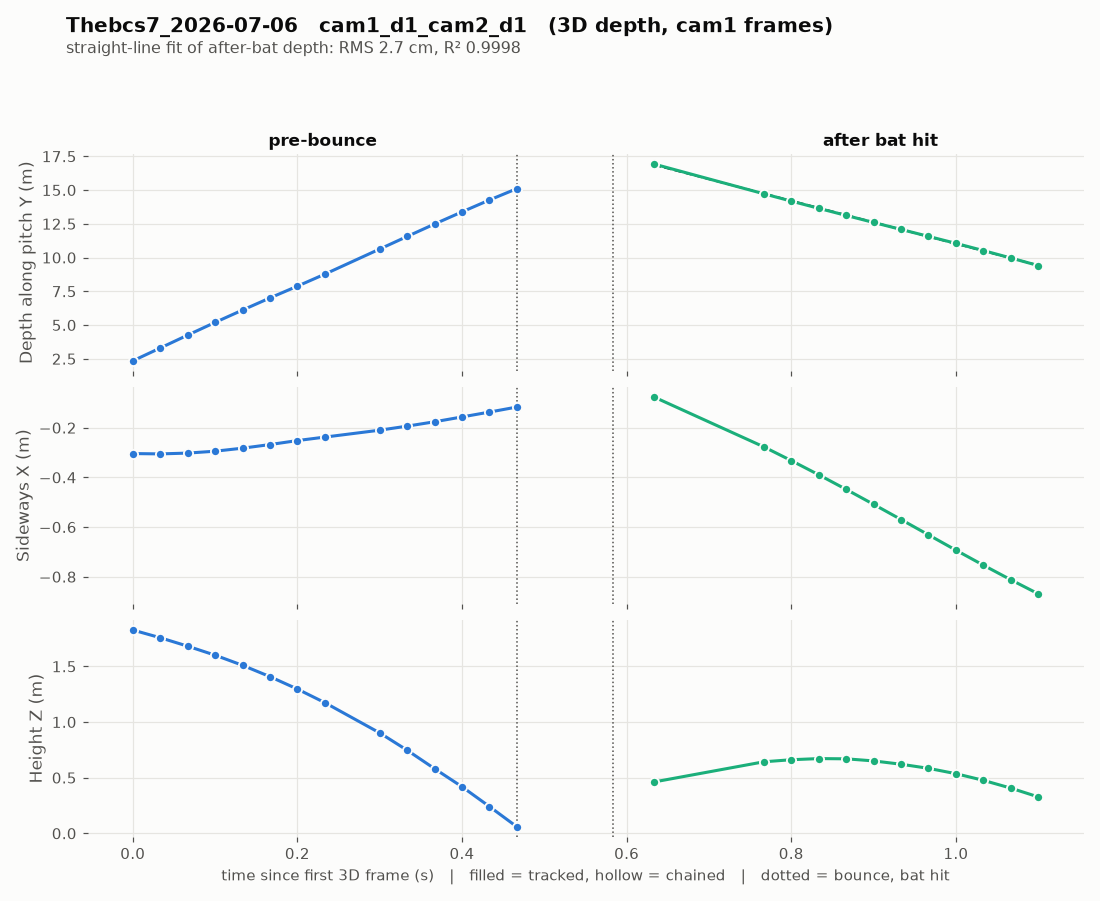 Thebcs7_2026-07-06   cam1_d1_cam2_d1   (3D depth, cam1 frames)
straight-line fit of after-bat depth: RMS 2.7 cm, R² 0.9998
pre-bounce
after bat hit
Depth along pitch Y (m)
17.5
15.0
12.5
10.0
7.5
5.0
2.5
Sideways X (m)
−0.2
−0.4
−0.6
−0.8
Height Z (m)
1.5
1.0
0.5
0.0
0.0 0.2 0.4 0.6 0.8 1.0
time since first 3D frame (s)   |   filled = tracked, hollow = chained   |   dotted = bounce, bat hit